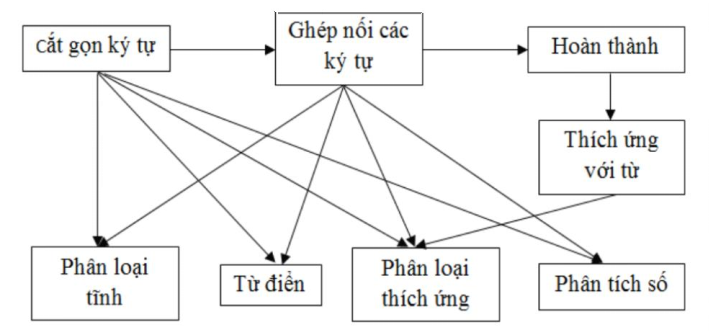 Cắt gọn ký tự
Ghép nối các
ký tự
Hoàn thành
Thích ứng
với từ
Phân loại
tĩnh
Từ điển
Phân loại
thích ứng
Phân tích số